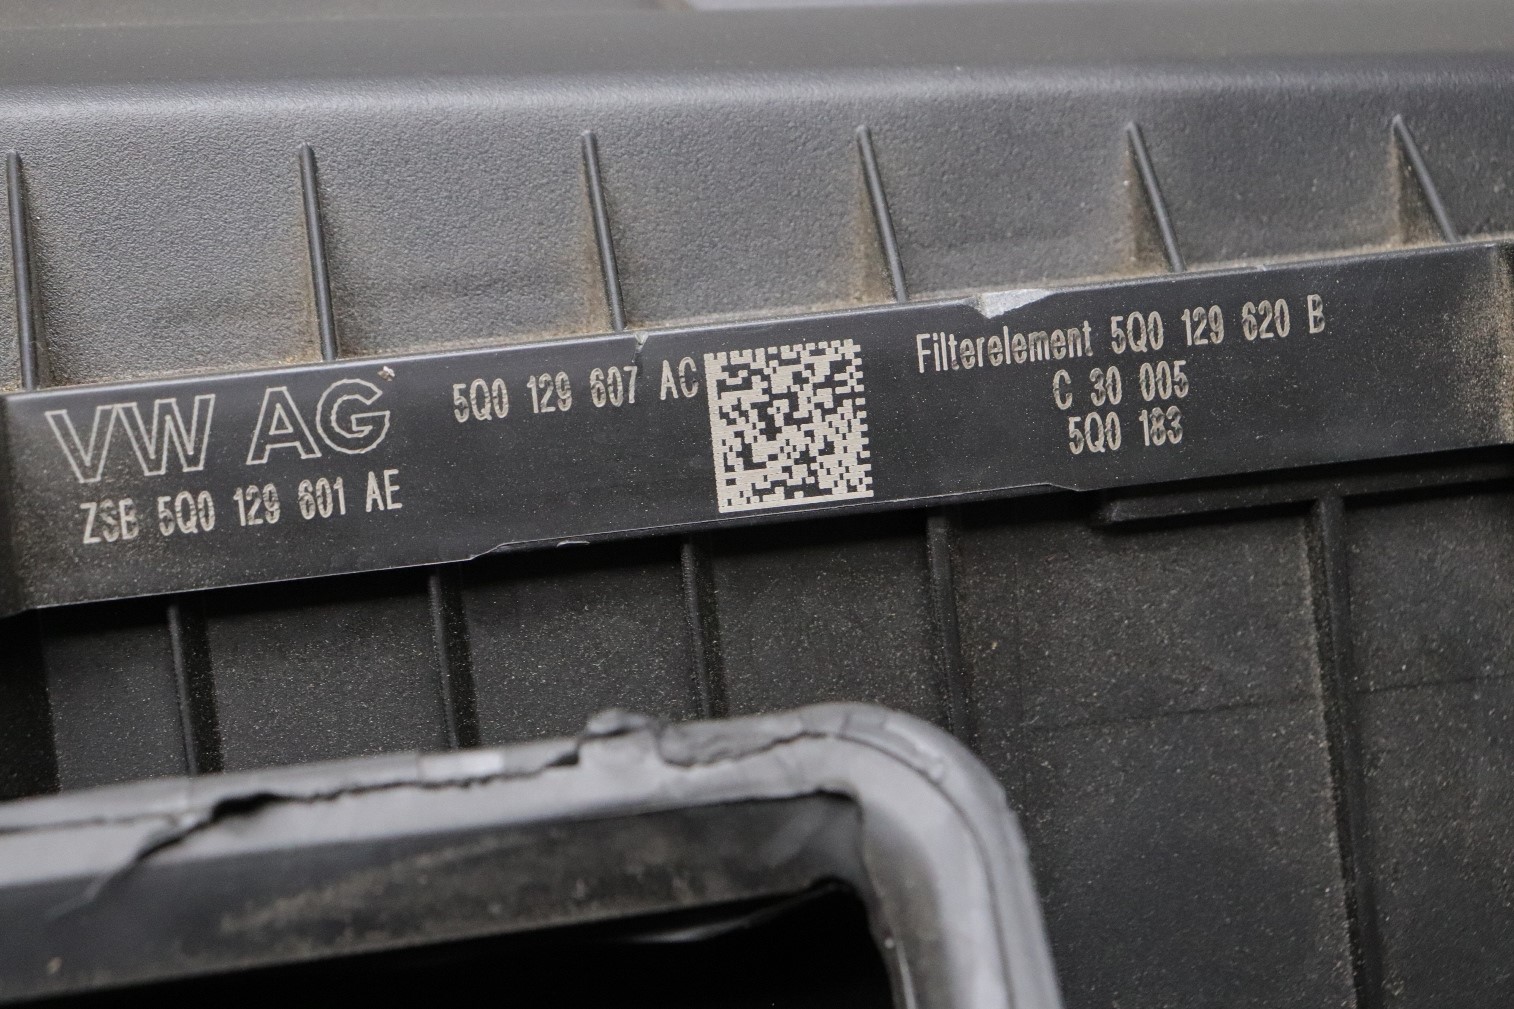 VW AG
ZSB 5Q0 129 601 AE
5Q0 129 607 AC
Filterelement 5Q0 129 620 B
C 30 005
5Q0 183